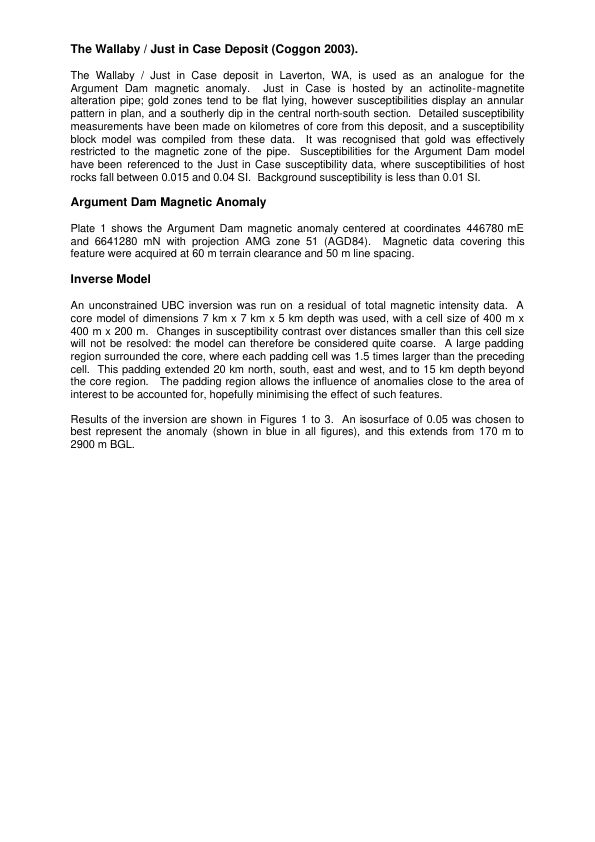 The Wallaby / Just in Case Deposit (Coggon 2003).
The Wallaby / Just in Case deposit in Laverton, WA, is used as an analogue for the
Argument Dam magnetic anomaly. Just in Case is hosted by an actinolite-magnetite
alteration pipe; gold zones tend to be flat lying, however susceptibilities display an annular
pattern in plan, and a southerly dip in the central north-south section. Detailed susceptibility
measurements have been made on kilometres of core from this deposit, and a susceptibility
block model was compiled from these data. It was recognised that gold was effectively
restricted to the magnetic zone of the pipe. Susceptibilities for the Argument Dam model
have been referenced to the Just in Case susceptibility data, where susceptibilities of host
rocks fall between 0.015 and 0.04 SI. Background susceptibility is less than 0.01 SI.
Argument Dam Magnetic Anomaly
Plate 1 shows the Argument Dam magnetic anomaly centered at coordinates 446780 mE
and 6641280 mN with projection AMG zone 51 (AGD84). Magnetic data covering this
feature were acquired at 60 m terrain clearance and 50 m line spacing.
Inverse Model
An unconstrained UBC inversion was run on a residual of total magnetic intensity data. A
core model of dimensions 7 km x 7 km x 5 km depth was used, with a cell size of 400 m x
400 m x 200 m. Changes in susceptibility contrast over distances smaller than this cell size
will not be resolved: the model can therefore be considered quite coarse. A large padding
region surrounded the core, where each padding cell was 1.5 times larger than the preceding
cell. This padding extended 20 km north, south, east and west, and to 15 km depth beyond
the core region. The padding region allows the influence of anomalies close to the area of
interest to be accounted for, hopefully minimising the effect of such features.
Results of the inversion are shown in Figures 1 to 3. An isosurface of 0.05 was chosen to
best represent the anomaly (shown in blue in all figures), and this extends from 170 m to
2900 m BGL.